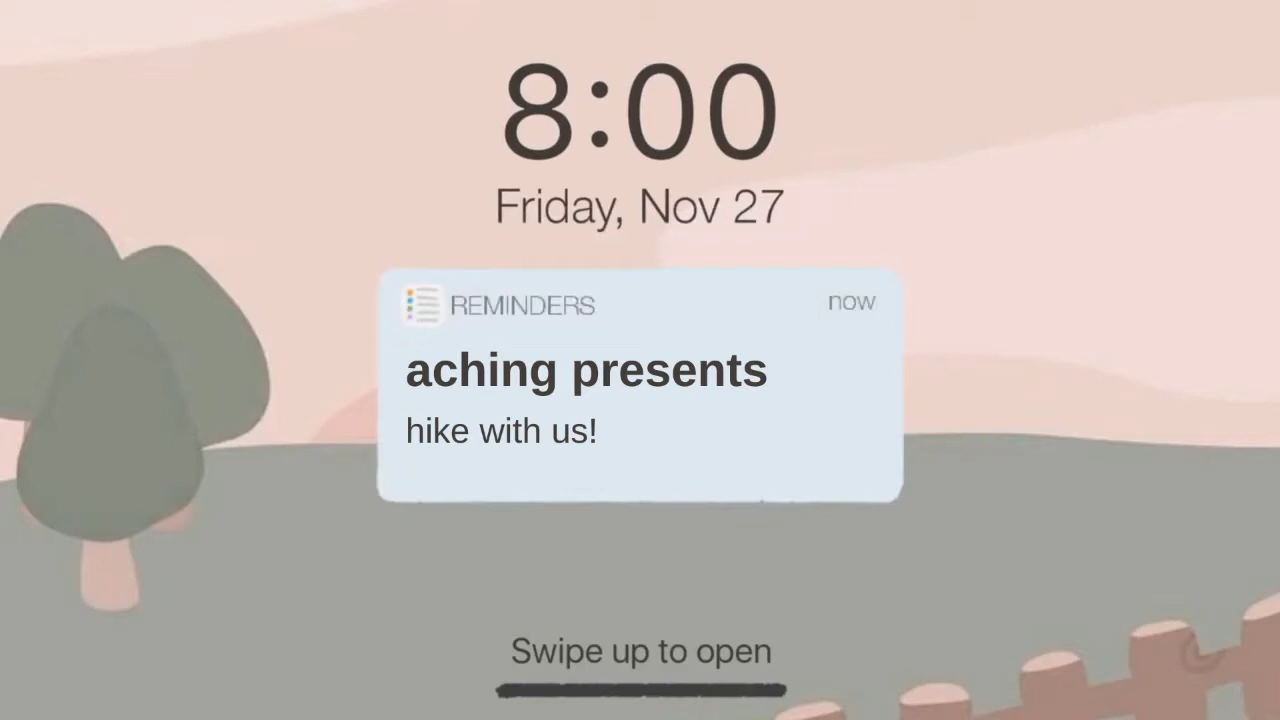 8:00
Friday, Nov 27
REMINDERS
now
aching presents
hike with us!
Swipe up to open